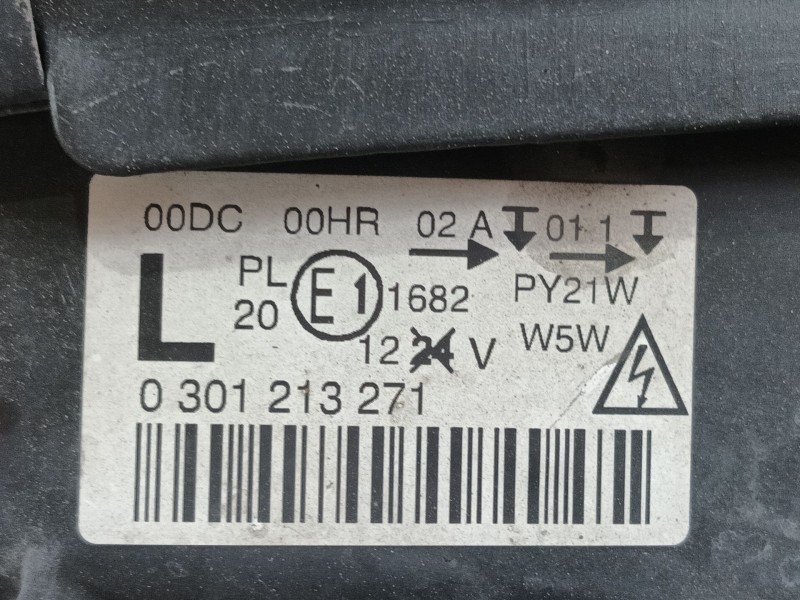 00DC 00HR 02 A 01 1
L PL E1 1682 PY21W
20 12 24 V W5W
0 301 213 271